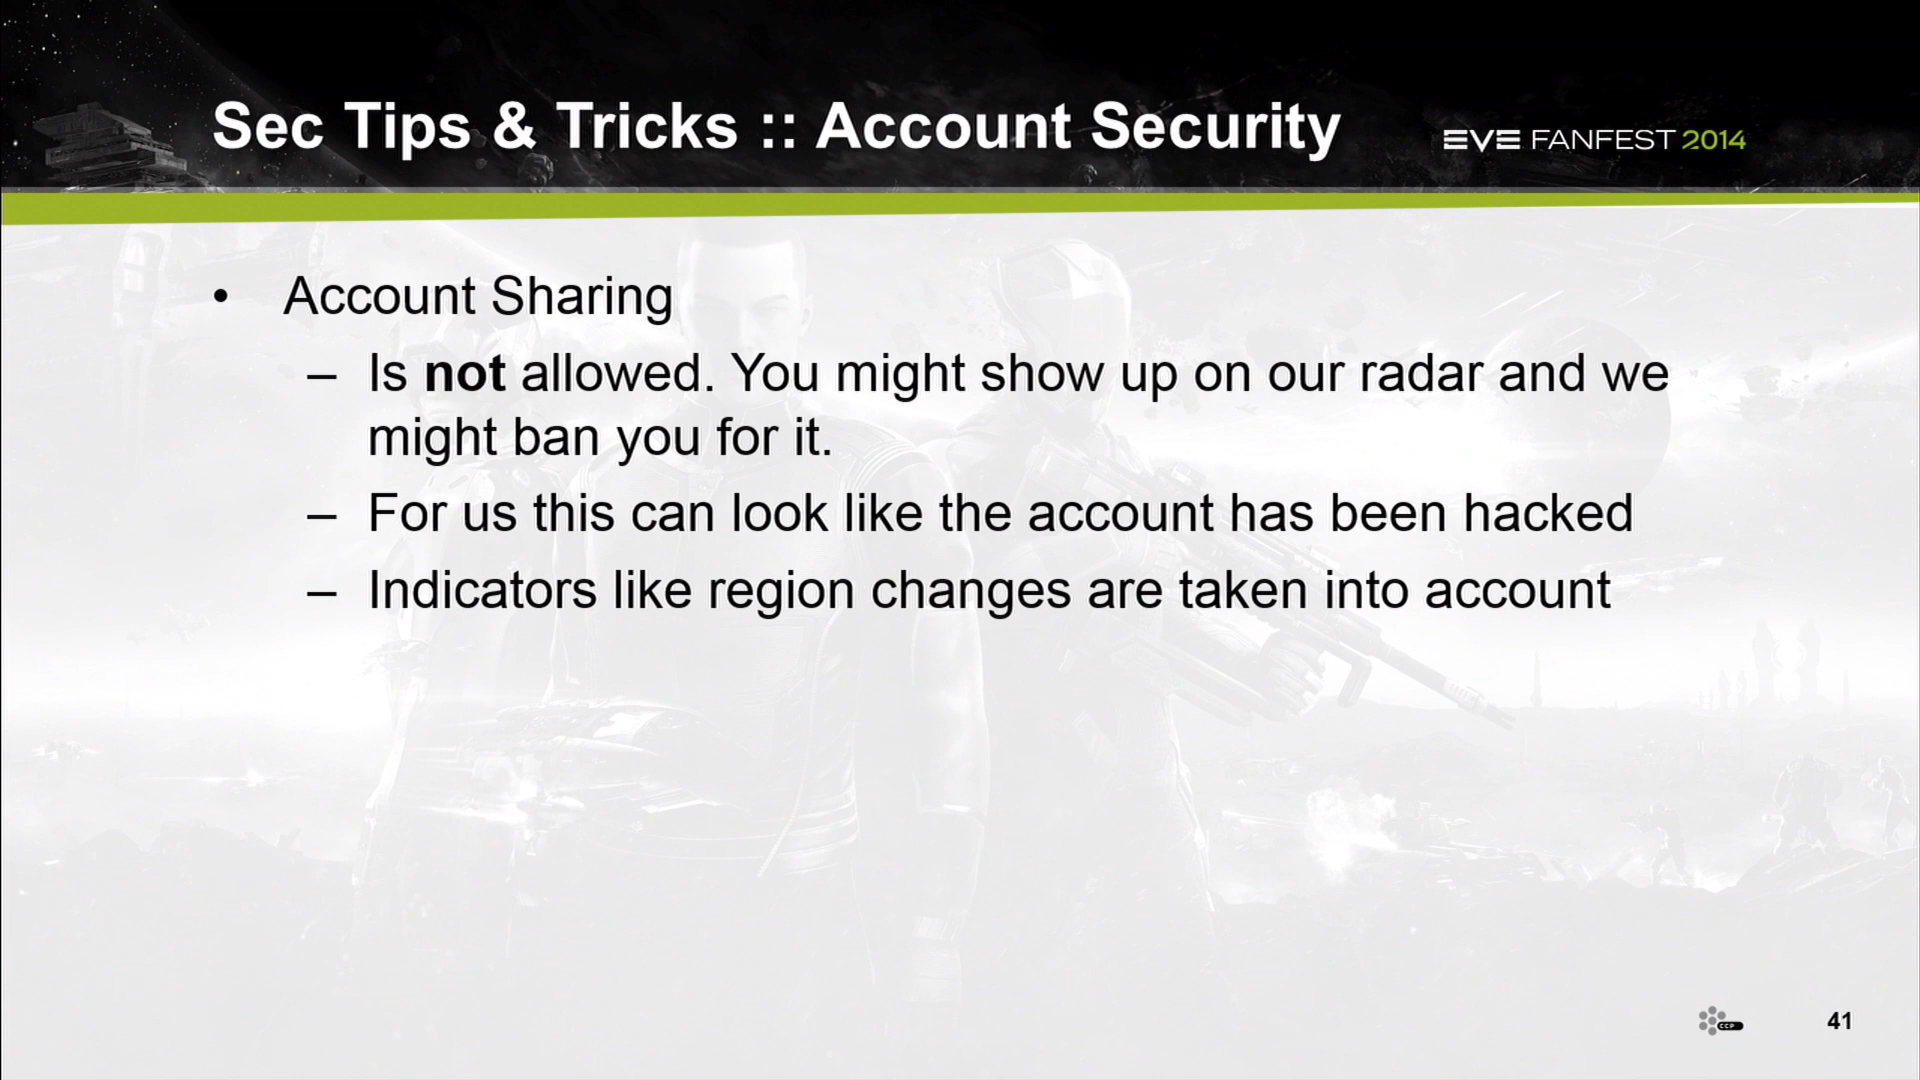 Sec Tips & Tricks :: Account Security
EVE FANFEST 2014
• Account Sharing
– Is not allowed. You might show up on our radar and we
might ban you for it.
– For us this can look like the account has been hacked
– Indicators like region changes are taken into account
CCP
41